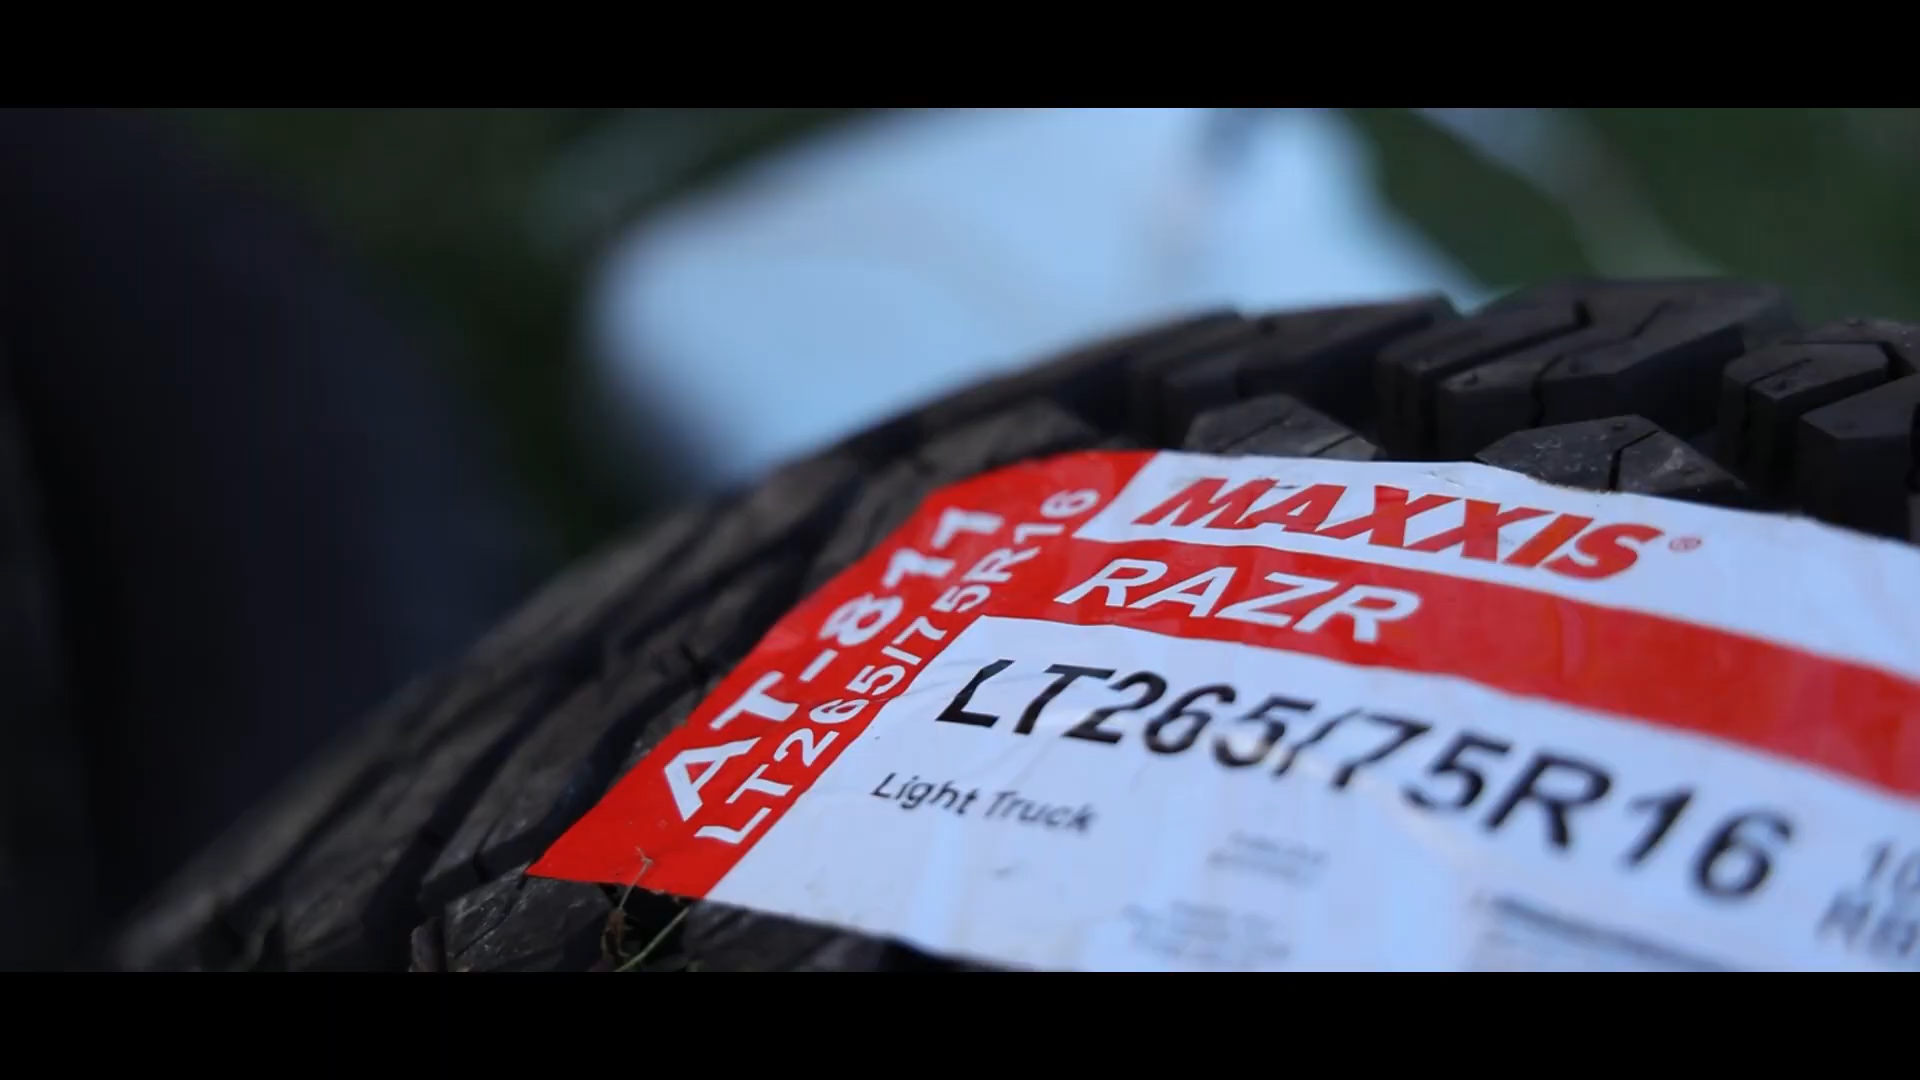 MAXXIS®
RAZR
AT-811
LT265/75R16
LT265/75R16
Light Truck